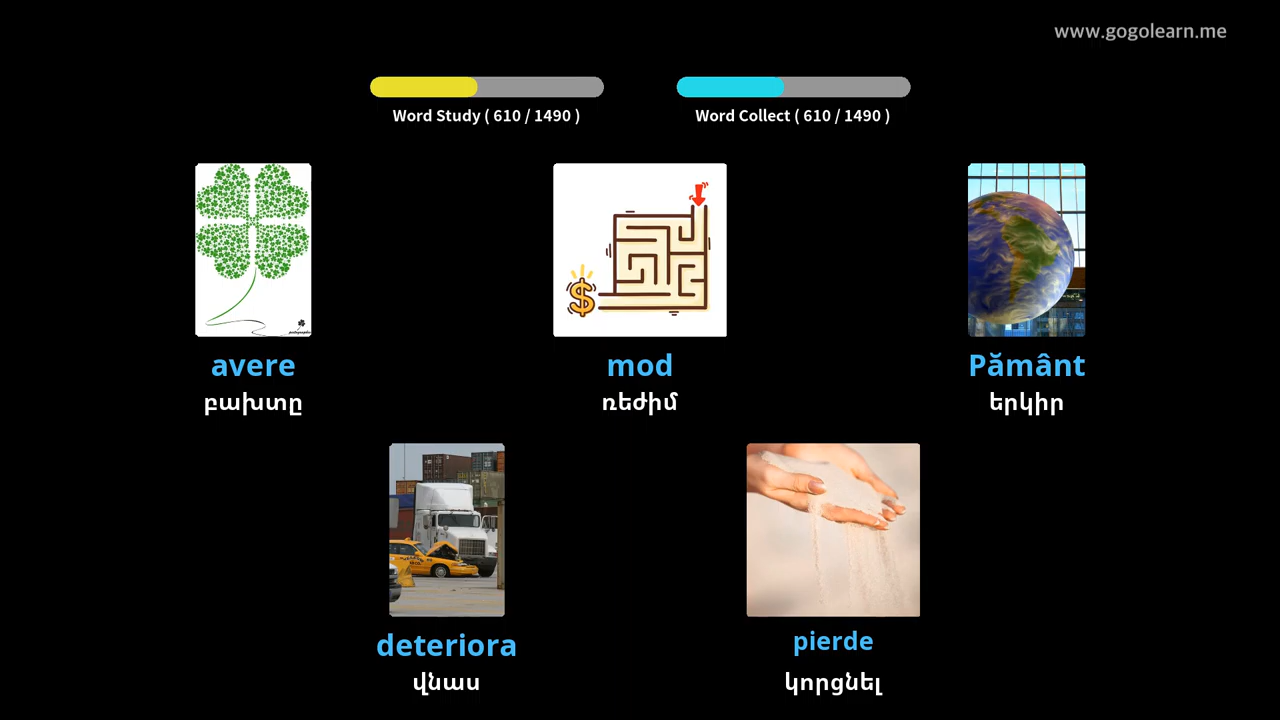 www.gogolearn.me
Word Study ( 610 / 1490 )
Word Collect ( 610 / 1490 )
avere
բախտը
mod
ռեժիմ
Pământ
երկիր
deteriora
վնաս
pierde
կորցնել